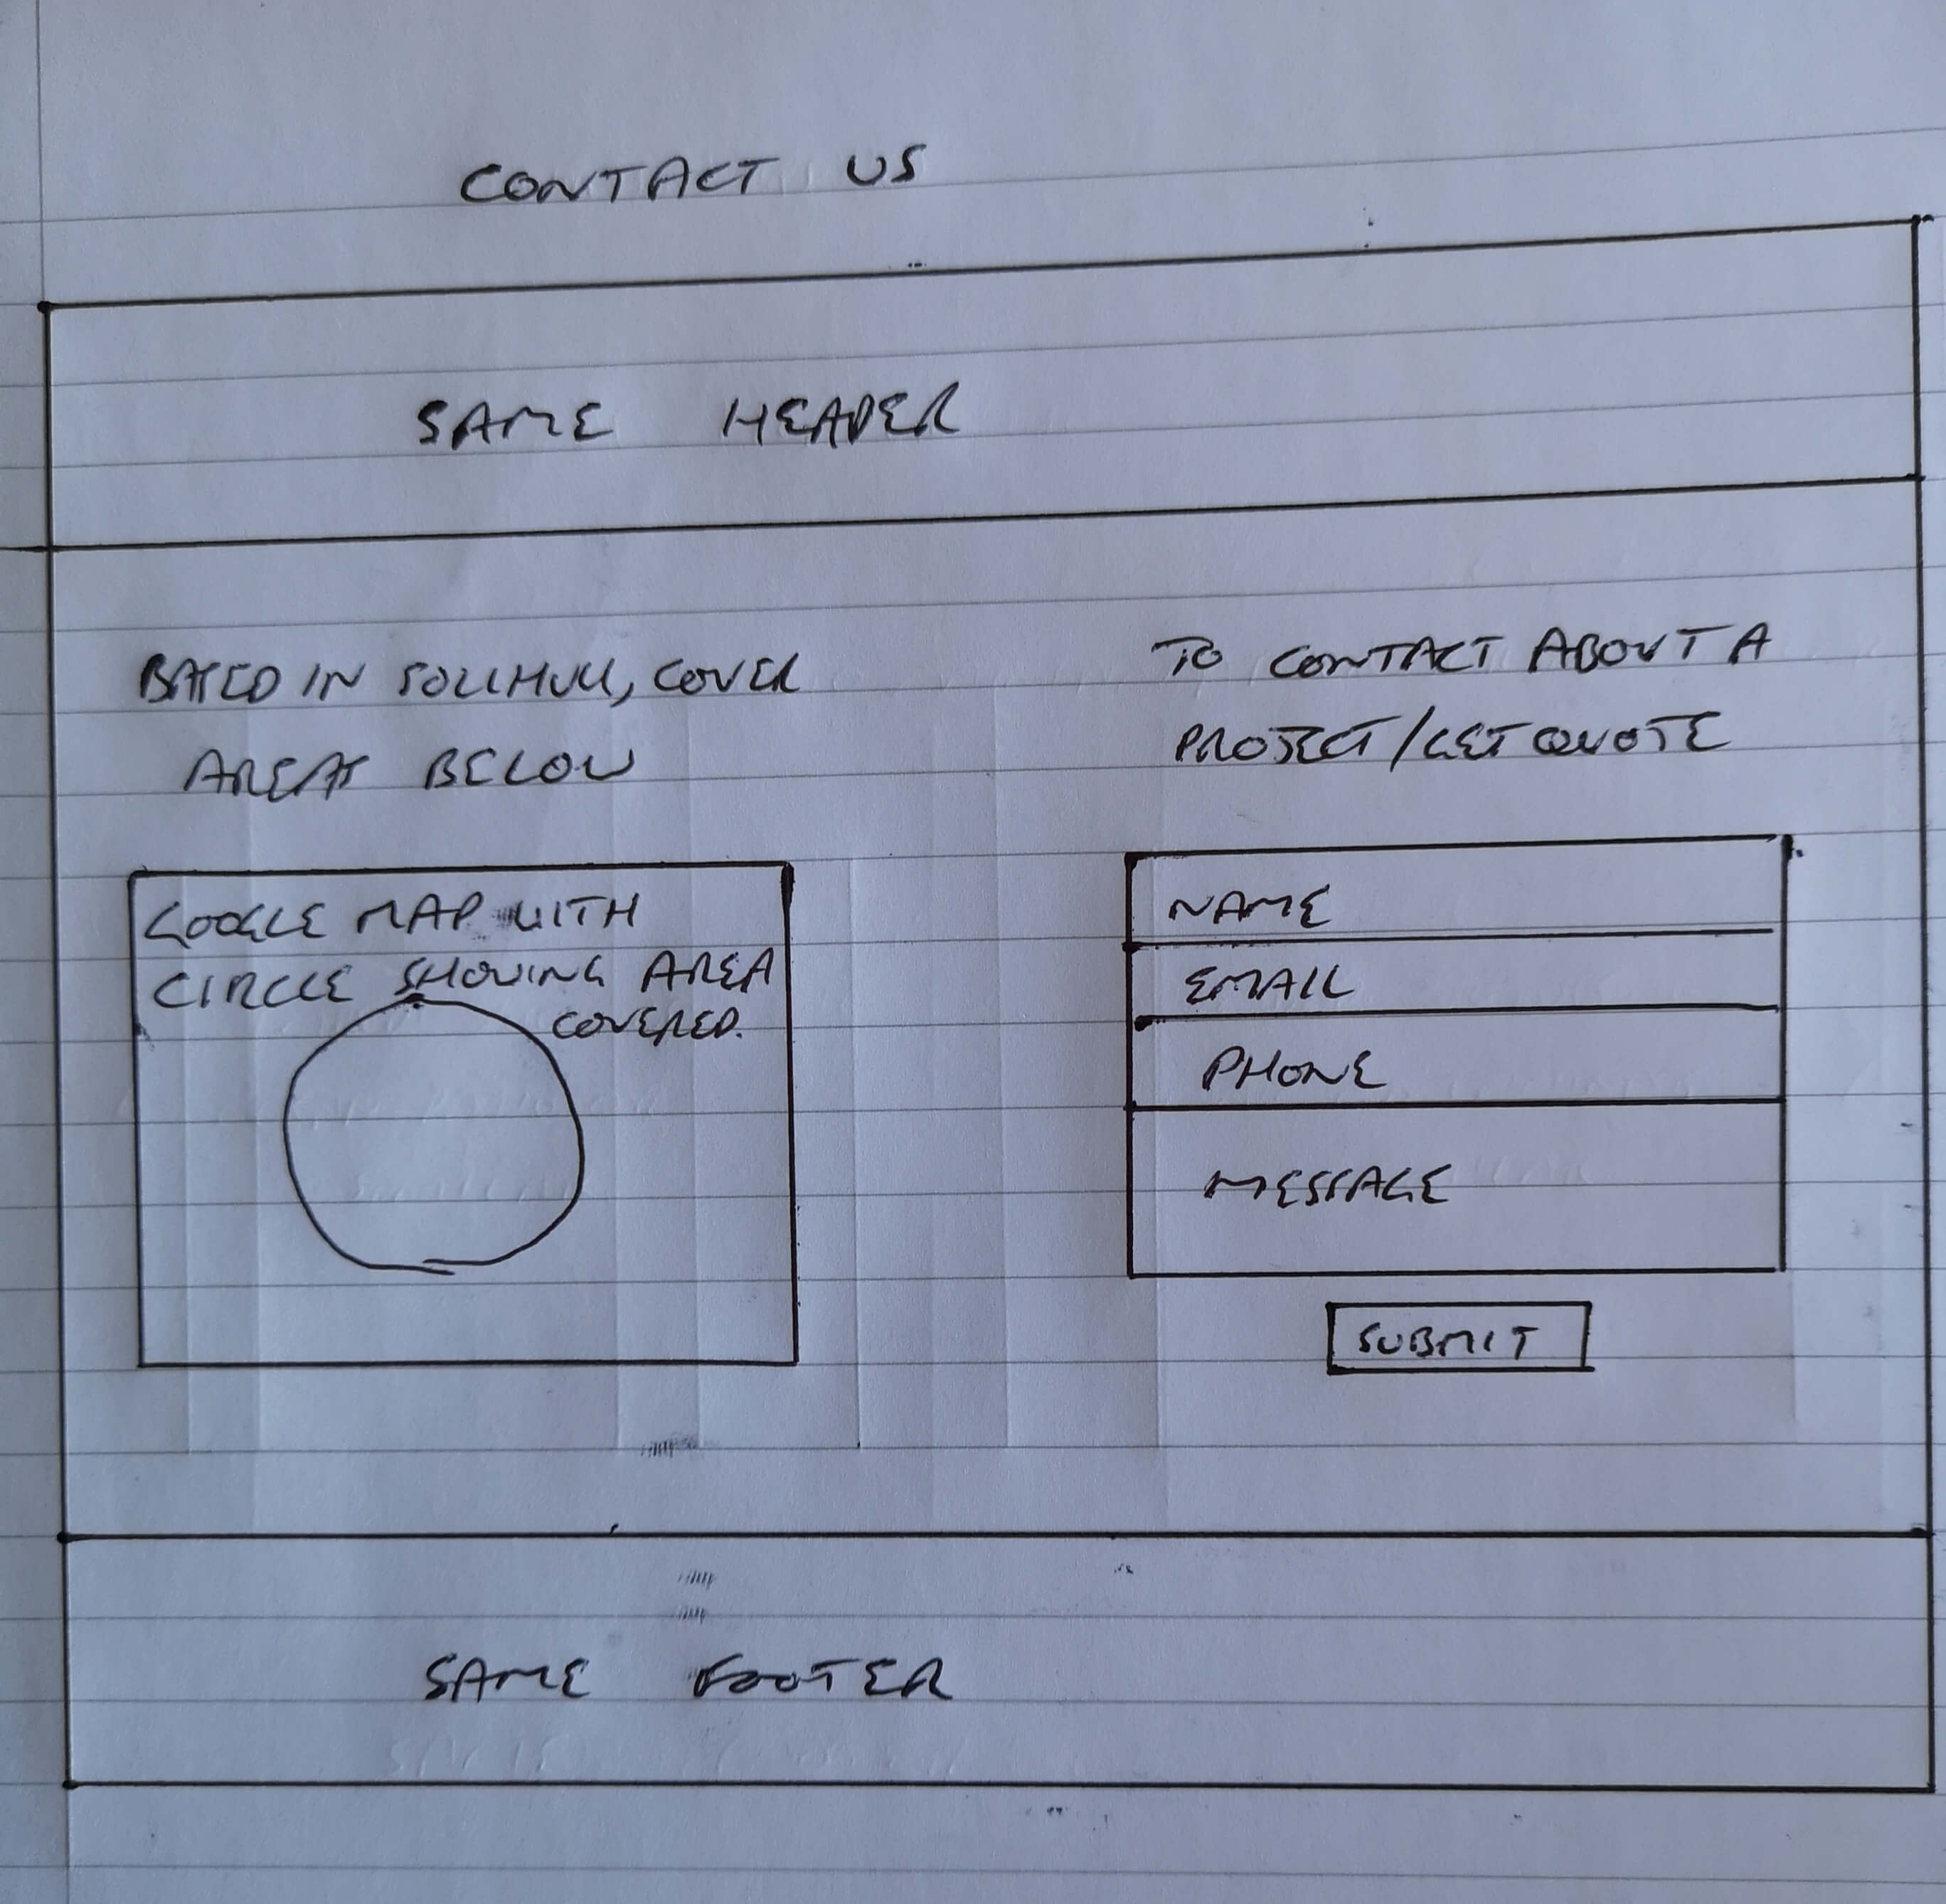 CONTACT US
SAME HEADER
BASED IN SOLIHULL, COVER
AREAS BELOW
TO CONTACT ABOUT A
PROJECT/GET QUOTE
GOOGLE MAP WITH
CIRCLE SHOWING AREA
COVERED.
NAME
EMAIL
PHONE
MESSAGE
SUBMIT
SAME FOOTER